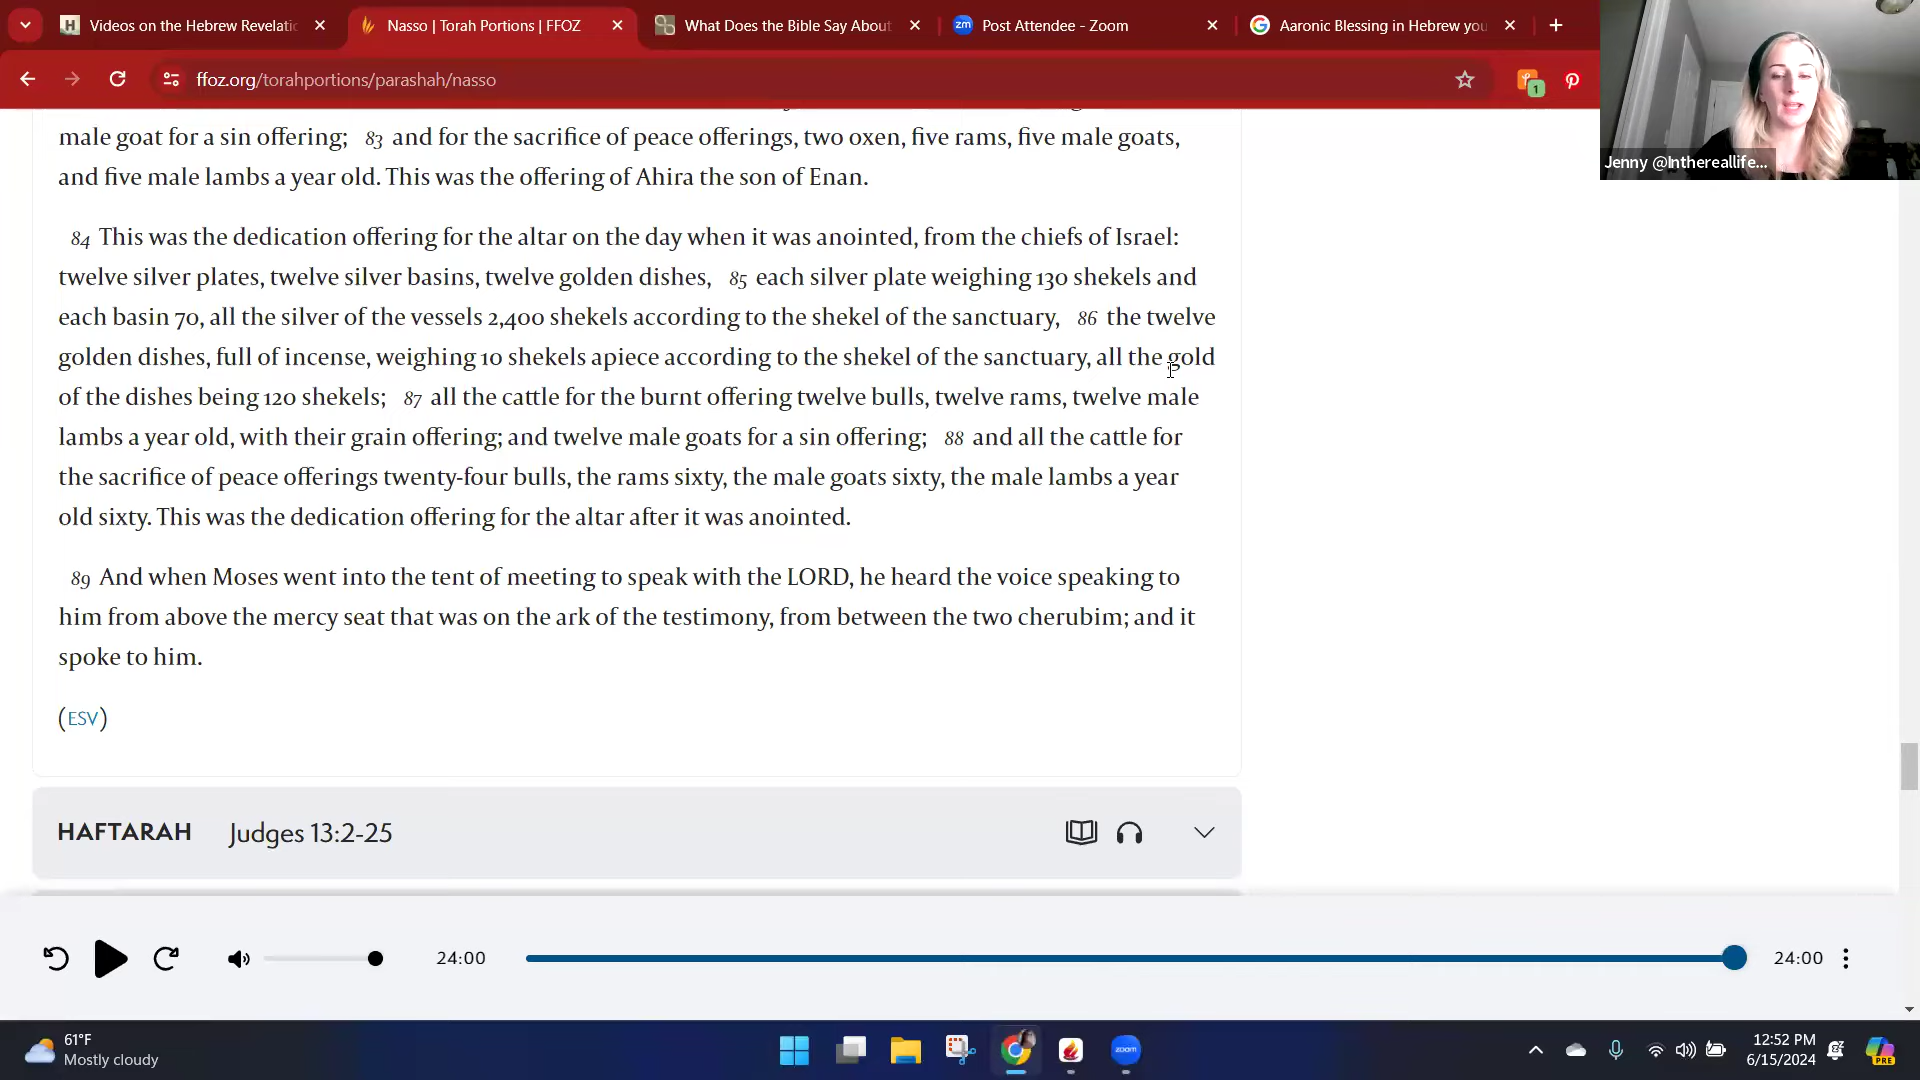 Videos on the Hebrew Revelatic
Nasso | Torah Portions | FFOZ
What Does the Bible Say About
Post Attendee - Zoom
Aaronic Blessing in Hebrew you
ffoz.org/torahportions/parashah/nasso
1
Jenny @Inthereallife...
male goat for a sin offering; 83 and for the sacrifice of peace offerings, two oxen, five rams, five male goats,
and five male lambs a year old. This was the offering of Ahira the son of Enan.
84 This was the dedication offering for the altar on the day when it was anointed, from the chiefs of Israel:
twelve silver plates, twelve silver basins, twelve golden dishes, 85 each silver plate weighing 130 shekels and
each basin 70, all the silver of the vessels 2,400 shekels according to the shekel of the sanctuary, 86 the twelve
golden dishes, full of incense, weighing 10 shekels apiece according to the shekel of the sanctuary, all the gold
of the dishes being 120 shekels; 87 all the cattle for the burnt offering twelve bulls, twelve rams, twelve male
lambs a year old, with their grain offering; and twelve male goats for a sin offering; 88 and all the cattle for
the sacrifice of peace offerings twenty-four bulls, the rams sixty, the male goats sixty, the male lambs a year
old sixty. This was the dedication offering for the altar after it was anointed.
89 And when Moses went into the tent of meeting to speak with the LORD, he heard the voice speaking to
him from above the mercy seat that was on the ark of the testimony, from between the two cherubim; and it
spoke to him.
(ESV)
HAFTARAH Judges 13:2-25
24:00 24:00
61°F
Mostly cloudy
zoom
12:52 PM
6/15/2024
PRE